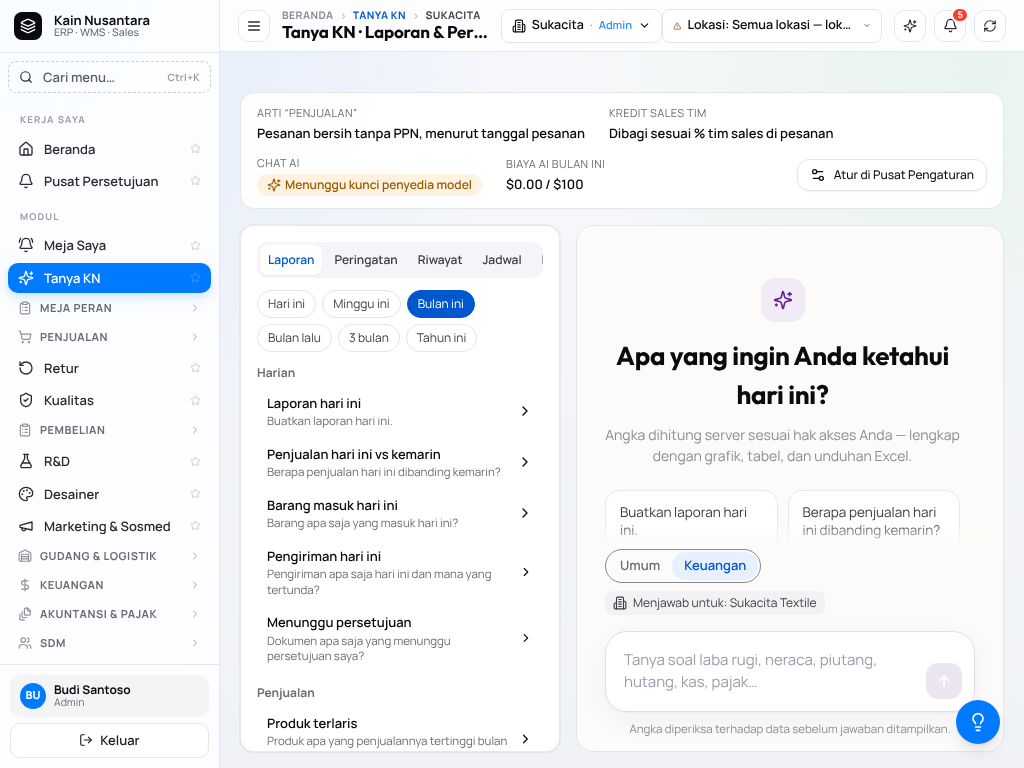 Kain Nusantara
ERP · WMS · Sales
Cari menu...
Ctrl+K
KERJA SAYA
Beranda
Pusat Persetujuan
MODUL
Meja Saya
Tanya KN
MEJA PERAN
PENJUALAN
Retur
Kualitas
PEMBELIAN
R&D
Desainer
Marketing & Sosmed
GUDANG & LOGISTIK
KEUANGAN
AKUNTANSI & PAJAK
SDM
BU
Budi Santoso
Admin
Keluar
BERANDA > TANYA KN > SUKACITA
Tanya KN · Laporan & Per...
Sukacita · Admin
Lokasi: Semua lokasi — lok...
5
ARTI "PENJUALAN"
Pesanan bersih tanpa PPN, menurut tanggal pesanan
KREDIT SALES TIM
Dibagi sesuai % tim sales di pesanan
CHAT AI
Menunggu kunci penyedia model
BIAYA AI BULAN INI
$0.00 / $100
Atur di Pusat Pengaturan
Laporan
Peringatan
Riwayat
Jadwal
Hari ini
Minggu ini
Bulan ini
Bulan lalu
3 bulan
Tahun ini
Harian
Laporan hari ini
Buatkan laporan hari ini.
Penjualan hari ini vs kemarin
Berapa penjualan hari ini dibanding kemarin?
Barang masuk hari ini
Barang apa saja yang masuk hari ini?
Pengiriman hari ini
Pengiriman apa saja hari ini dan mana yang
tertunda?
Menunggu persetujuan
Dokumen apa saja yang menunggu
persetujuan saya?
Penjualan
Produk terlaris
Produk apa yang penjualannya tertinggi bulan
Apa yang ingin Anda ketahui
hari ini?
Angka dihitung server sesuai hak akses Anda — lengkap
dengan grafik, tabel, dan unduhan Excel.
Buatkan laporan hari
ini.
Berapa penjualan hari
ini dibanding kemarin?
Umum
Keuangan
Menjawab untuk: Sukacita Textile
Tanya soal laba rugi, neraca, piutang,
hutang, kas, pajak...
Angka diperiksa terhadap data sebelum jawaban ditampilkan.